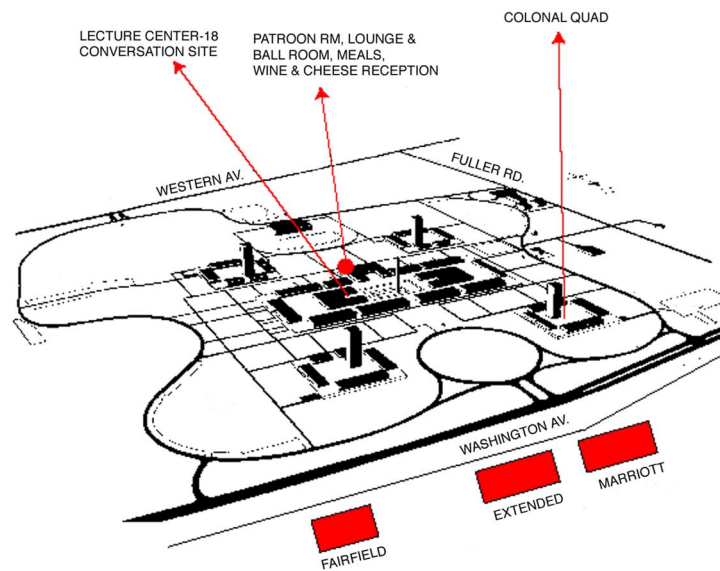 LECTURE CENTER-18
CONVERSATION SITE
PATROON RM, LOUNGE &
BALL ROOM, MEALS,
WINE & CHEESE RECEPTION
COLONAL QUAD
WESTERN AV.
FULLER RD.
WASHINGTON AV.
MARRIOTT
EXTENDED
FAIRFIELD